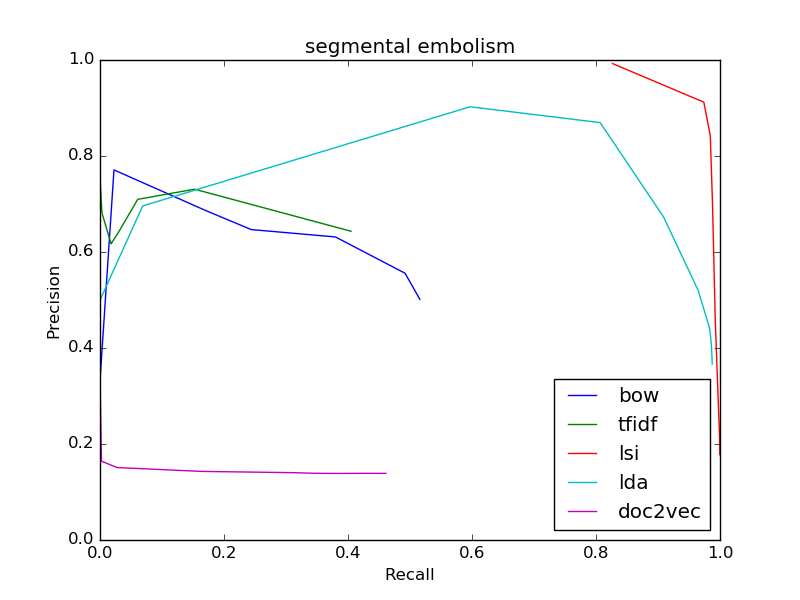 segmental embolism
1.0
0.8
0.6
0.4
0.2
0.0
Precision
0.0 0.2 0.4 0.6 0.8 1.0
Recall
bow
tfidf
lsi
lda
doc2vec